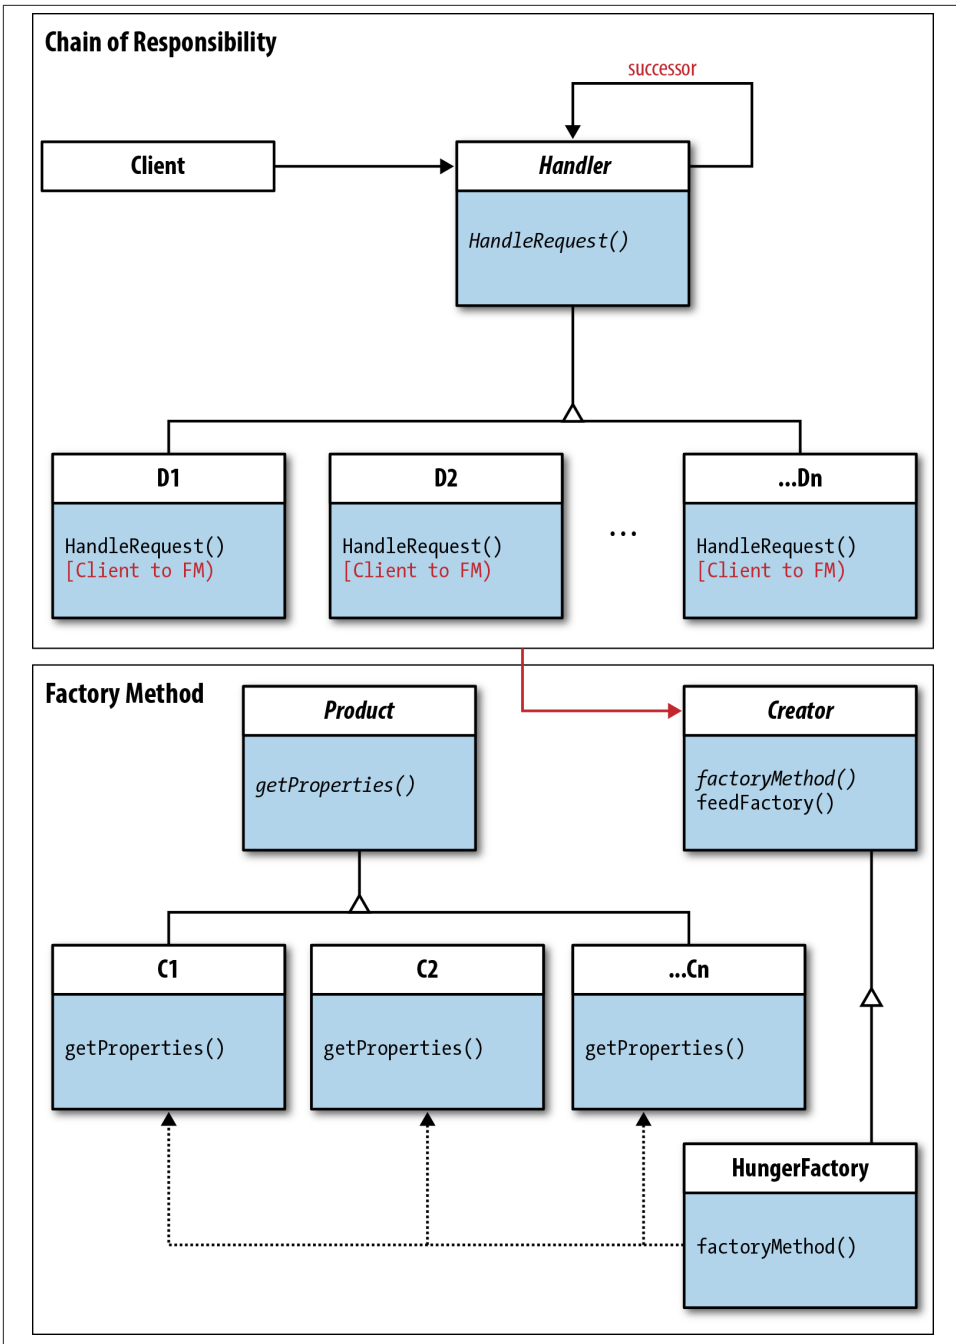 Chain of Responsibility
successor
Client
Handler
HandleRequest()
D1
HandleRequest()
[Client to FM)
D2
HandleRequest()
[Client to FM)
...
...Dn
HandleRequest()
[Client to FM)
Factory Method
Product
getProperties()
Creator
factoryMethod()
feedFactory()
C1
getProperties()
C2
getProperties()
...Cn
getProperties()
HungerFactory
factoryMethod()